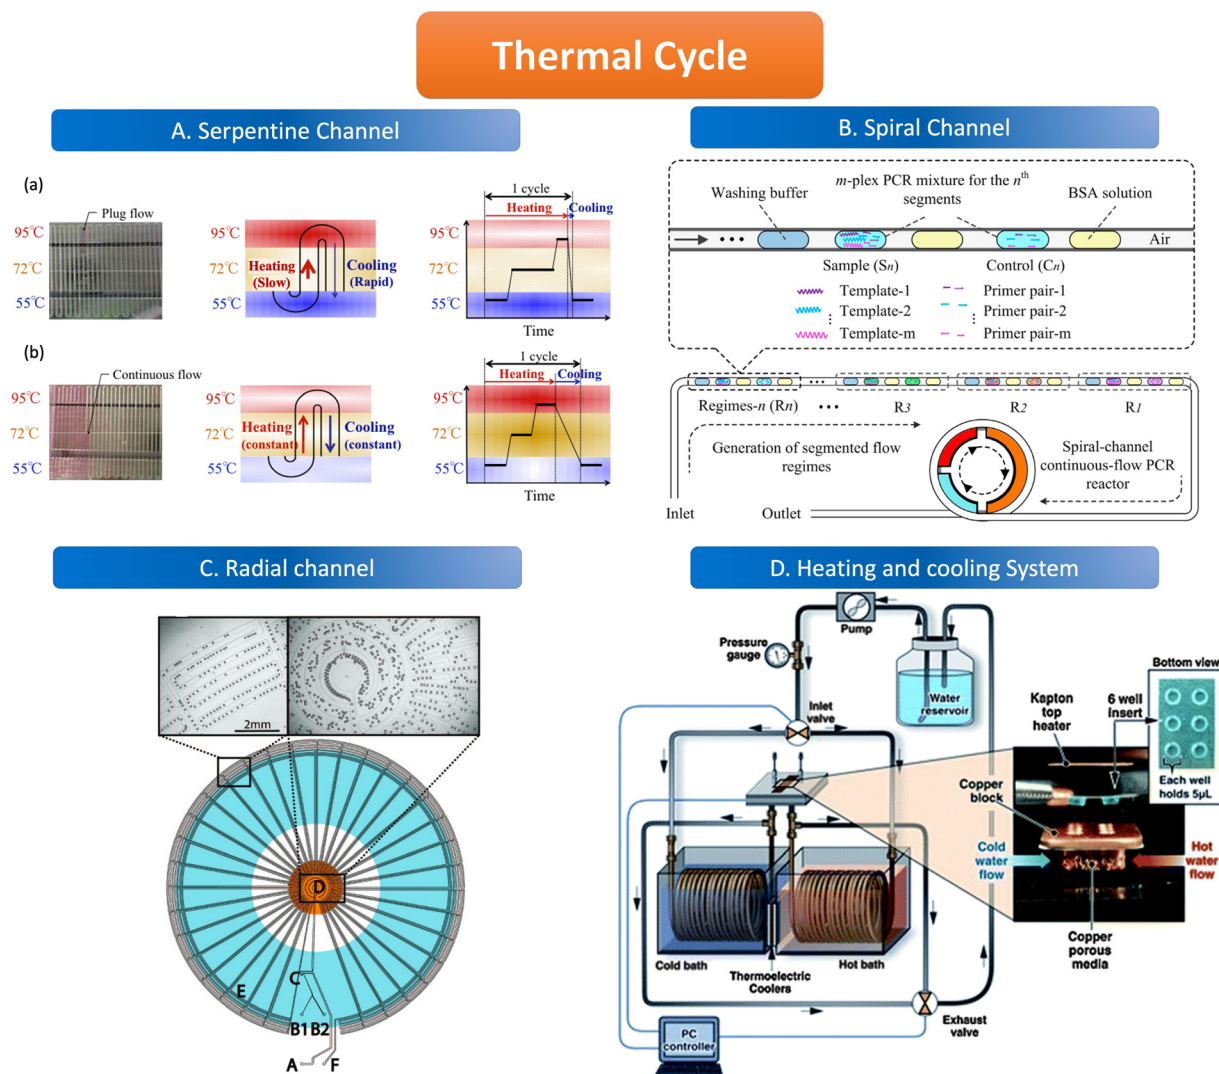 Thermal Cycle
A. Serpentine Channel
(a)
Plug flow
95℃
72℃
55℃
95℃
72℃
55℃
Heating
(Slow)
Cooling
(Rapid)
1 cycle
Heating
Cooling
95℃
72℃
55℃
Time
(b)
Continuous flow
95℃
72℃
55℃
95℃
72℃
55℃
Heating
(constant)
Cooling
(constant)
1 cycle
Heating
Cooling
95℃
72℃
55℃
Time
B. Spiral Channel
Washing buffer
m-plex PCR mixture for the nth
segments
BSA solution
Air
Sample (Sn)
Control (Cn)
Template-1
Primer pair-1
Template-2
Primer pair-2
Template-m
Primer pair-m
Regimes-n (Rn)
R3
R2
R1
Generation of segmented flow
regimes
Spiral-channel
continuous-flow PCR
reactor
Inlet
Outlet
C. Radial channel
2mm
D
C
E
B1
B2
A
F
D. Heating and cooling System
Pump
Pressure
gauge
Water
reservoir
Inlet
valve
Bottom view
Kapton
top
heater
6 well
Insert
Each well
holds 5µL
Copper
block
Cold
water
flow
Hot
water
flow
Copper
porous
media
Cold bath
Hot bath
Thermoelectric
Coolers
Exhaust
valve
PC
controller